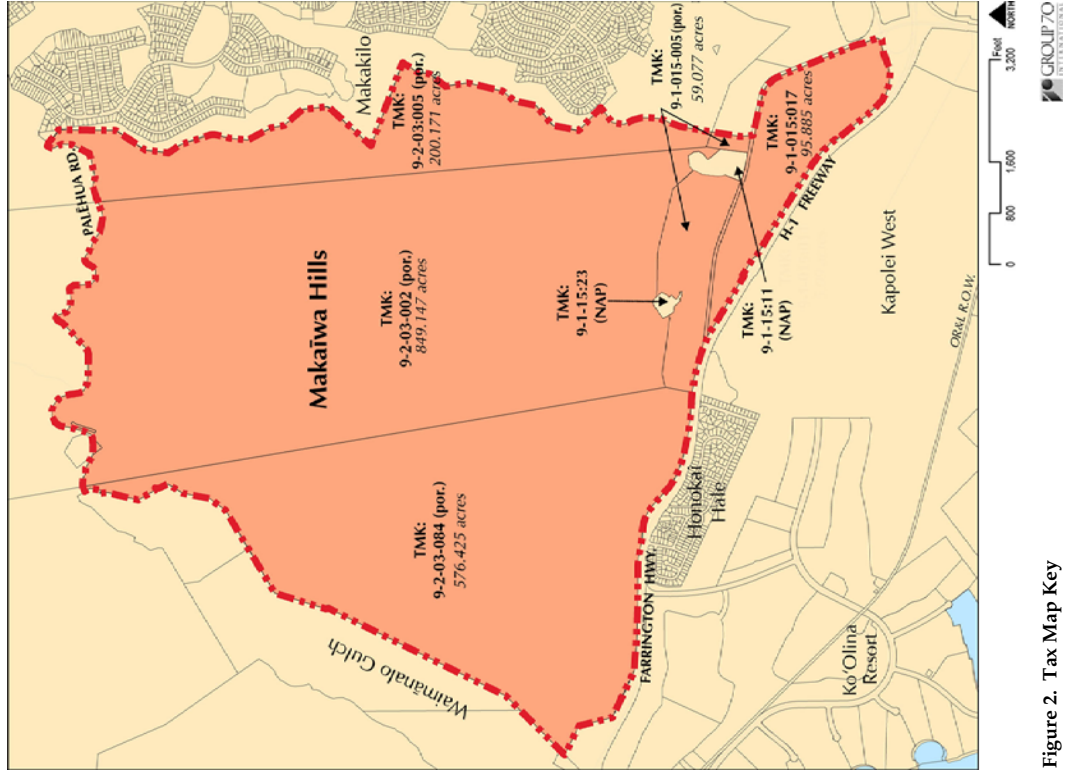 PALĒHUA RD.
Makakilo
TMK:
9-2-03:005 (por.)
200.171 acres
TMK:
9-1-015-005 (por.)
59.077 acres
Makaīwa Hills
TMK:
9-2-03-002 (por.)
849.147 acres
TMK:
9-1-015:017
95.885 acres
TMK:
9-1-15:23
(NAP)
H-1 FREEWAY
TMK:
9-1-15:11
(NAP)
Kapolei West
TMK:
9-2-03-084 (por.)
576.425 acres
Honokai
Hale
OR&L R.O.W.
Waimānalo Gulch
FARRINGTON HWY.
Ko'Olina
Resort
NORTH
Feet
0 800 1,600 3,200
GROUP 70
INTERNATIONAL
Figure 2. Tax Map Key